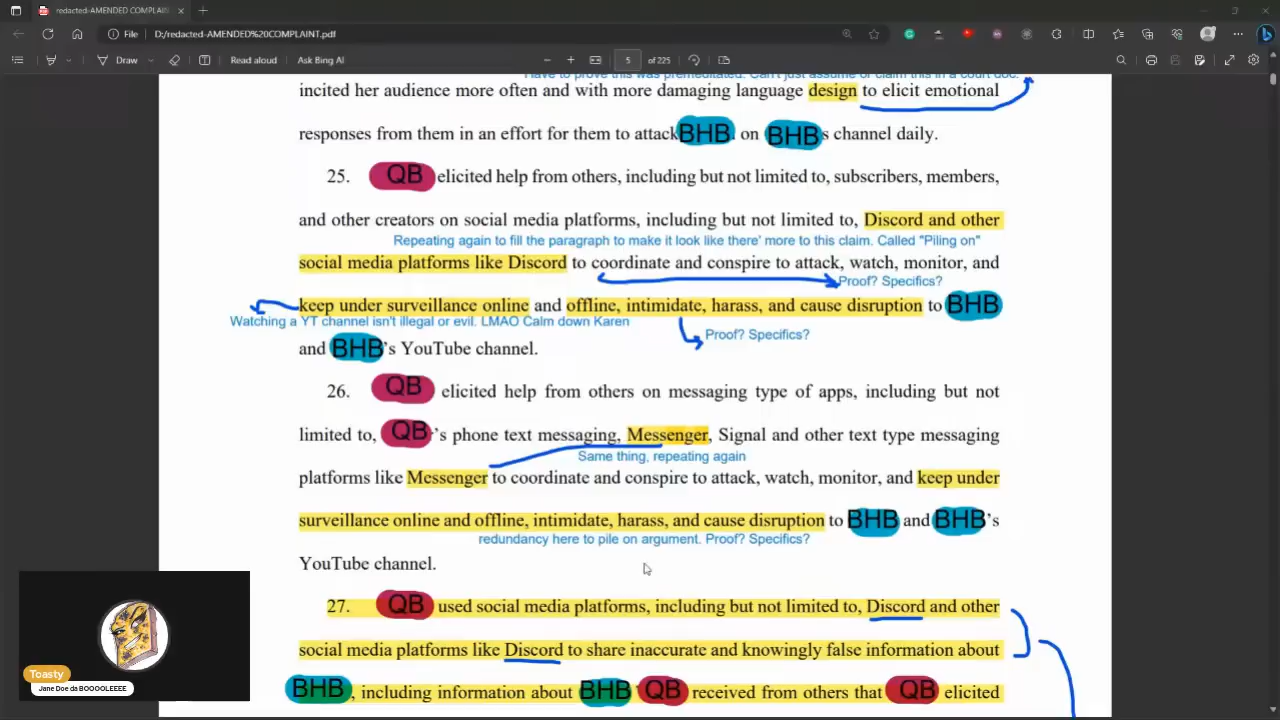 redacted-AMENDED COMPLAINT.pdf
File D:/redacted-AMENDED%20COMPLAINT.pdf
Draw Read aloud Ask Bing AI 5 of 225
Have to prove this was premeditated. Can't just assume or claim this in a court doc.
incited her audience more often and with more damaging language design to elicit emotional
responses from them in an effort for them to attack BHB. on BHB's channel daily.
25. QB elicited help from others, including but not limited to, subscribers, members,
and other creators on social media platforms, including but not limited to, Discord and other
Repeating again to fill the paragraph to make it look like there' more to this claim. Called "Piling on"
social media platforms like Discord to coordinate and conspire to attack, watch, monitor, and
Proof? Specifics?
keep under surveillance online and offline, intimidate, harass, and cause disruption to BHB
Watching a YT channel isn't illegal or evil. LMAO Calm down Karen
Proof? Specifics?
and BHB's YouTube channel.
26. QB elicited help from others on messaging type of apps, including but not
limited to, QB's phone text messaging, Messenger, Signal and other text type messaging
Same thing, repeating again
platforms like Messenger to coordinate and conspire to attack, watch, monitor, and keep under
surveillance online and offline, intimidate, harass, and cause disruption to BHB and BHB's
redundancy here to pile on argument. Proof? Specifics?
YouTube channel.
27. QB used social media platforms, including but not limited to, Discord and other
social media platforms like Discord to share inaccurate and knowingly false information about
BHB, including information about BHB QB received from others that QB elicited
Toasty
Jane Doe da BOOOOLEEEE